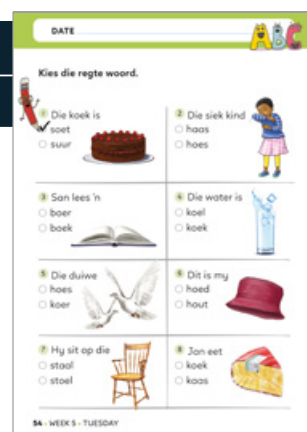 DATE
ABC
Kies die regte woord.
1 Die koek is
soet
suur
2 Die siek kind
haas
hoes
3 San lees 'n
boer
boek
4 Die water is
koel
koek
5 Die duiwe
hoes
koer
6 Dit is my
hoed
hout
7 Hy sit op die
staal
stoel
8 Jan eet
koek
kaas
54 • WEEK 5 • TUESDAY